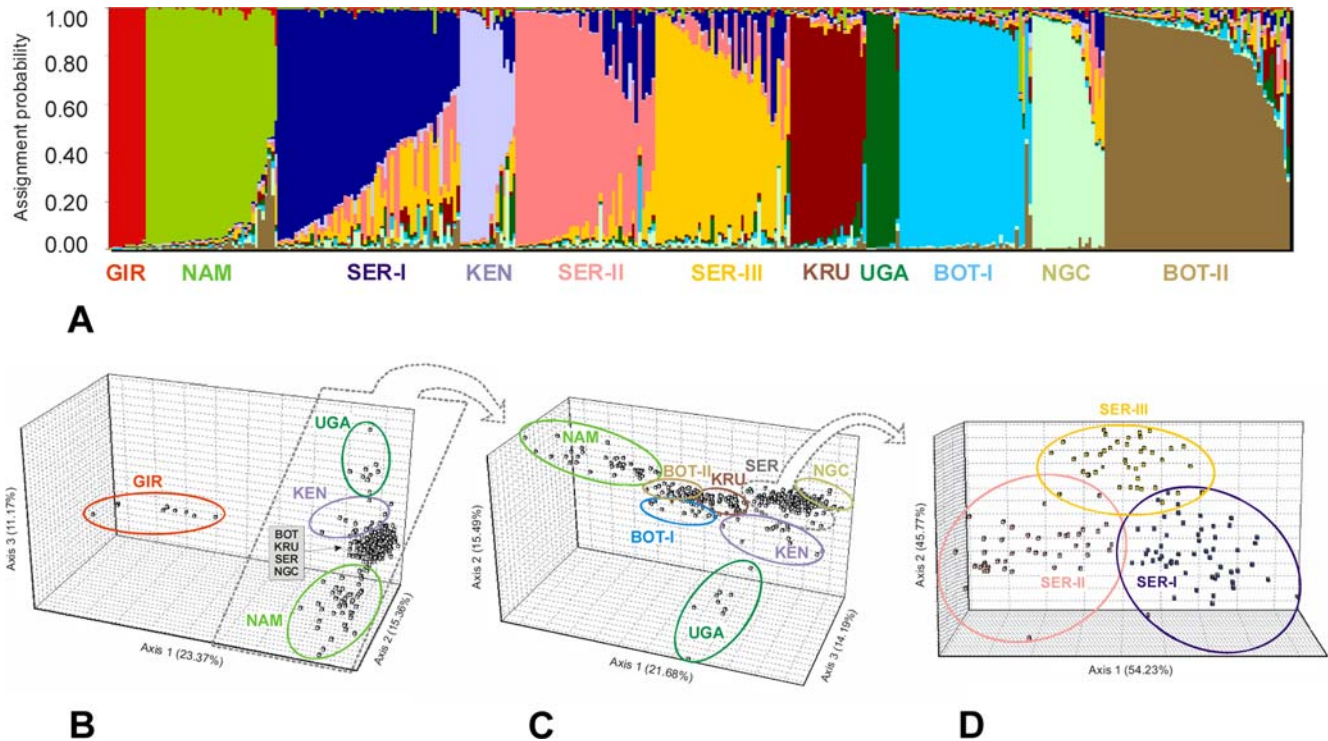 1.00
0.80
0.60
0.40
0.20
0.00
Assignment probability
GIR NAM SER-I KEN SER-II SER-III KRU UGA BOT-I NGC BOT-II
A
UGA
KEN
GIR
BOT
KRU
SER
NGC
NAM
Axis 3 (11.17%)
Axis 1 (23.37%)
Axis 2 (15.36%)
B
NAM
BOT-II
KRU
SER
NGC
BOT-I
KEN
UGA
Axis 2 (15.49%)
Axis 1 (21.68%)
Axis 3 (14.19%)
C
SER-III
SER-II
SER-I
Axis 2 (45.77%)
Axis 1 (54.23%)
D